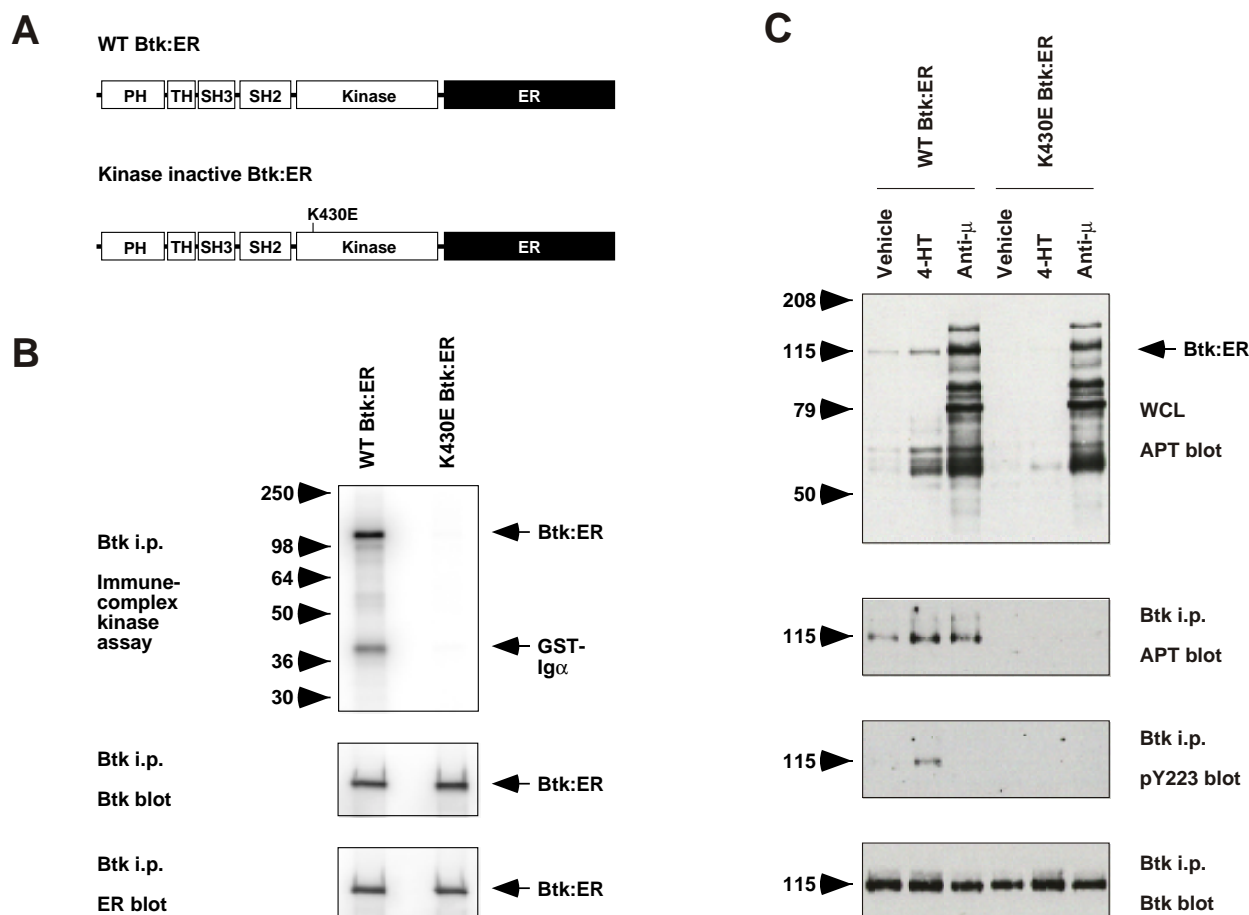 A
WT Btk:ER
PH TH SH3 SH2 Kinase ER
Kinase inactive Btk:ER
K430E
PH TH SH3 SH2 Kinase ER
B
WT Btk:ER
K430E Btk:ER
250
98
64
50
36
30
Btk i.p.
Immune-
complex
kinase
assay
Btk:ER
GST-
Igα
Btk i.p.
Btk blot
Btk:ER
Btk i.p.
ER blot
Btk:ER
C
WT Btk:ER
K430E Btk:ER
Vehicle
4-HT
Anti-μ
Vehicle
4-HT
Anti-μ
208
115
79
50
Btk:ER
WCL
APT blot
115
Btk i.p.
APT blot
115
Btk i.p.
pY223 blot
115
Btk i.p.
Btk blot